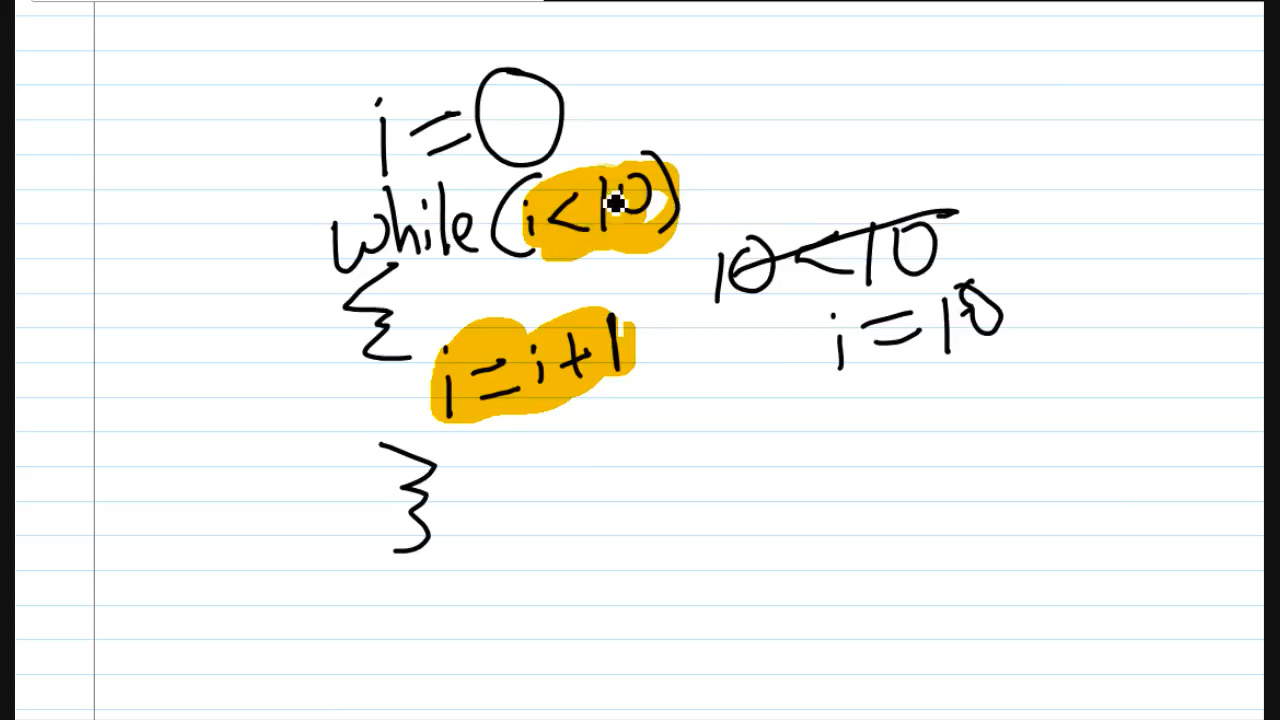 i = 0
while (i < 10)
{
i = i + 1
}
10 < 10
i = 10